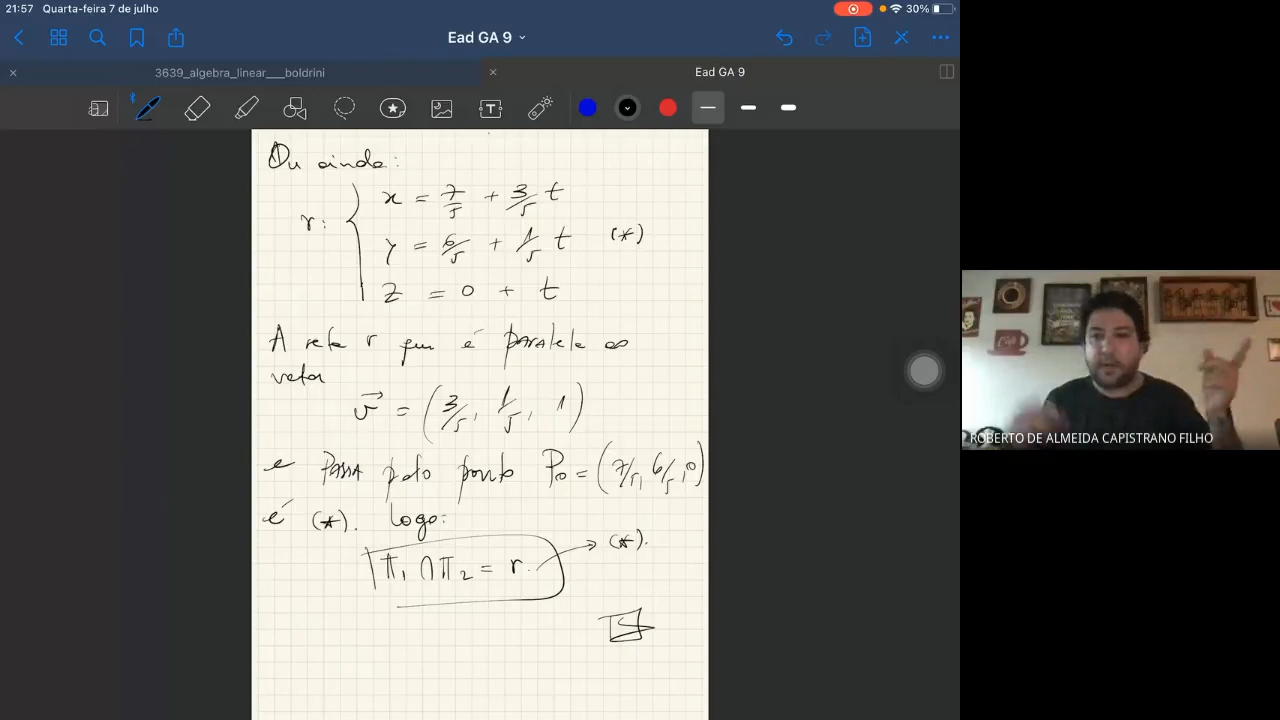 21:57 Quarta-feira 7 de julho
30%
Ead GA 9
3639_algebra_linear___boldrini
Ead GA 9
T
Ou ainda:
r: { x = 7/5 + 3/5 t
y = 6/5 + 1/5 t (*)
z = 0 + t
A reta r que é paralela ao
vetor
v⃗ = (3/5, 1/5, 1)
e PASSA pelo ponto P₀ = (7/5, 6/5, 0)
é (*). Logo:
π₁ ∩ π₂ = r. → (*).
ROBERTO DE ALMEIDA CAPISTRANO FILHO